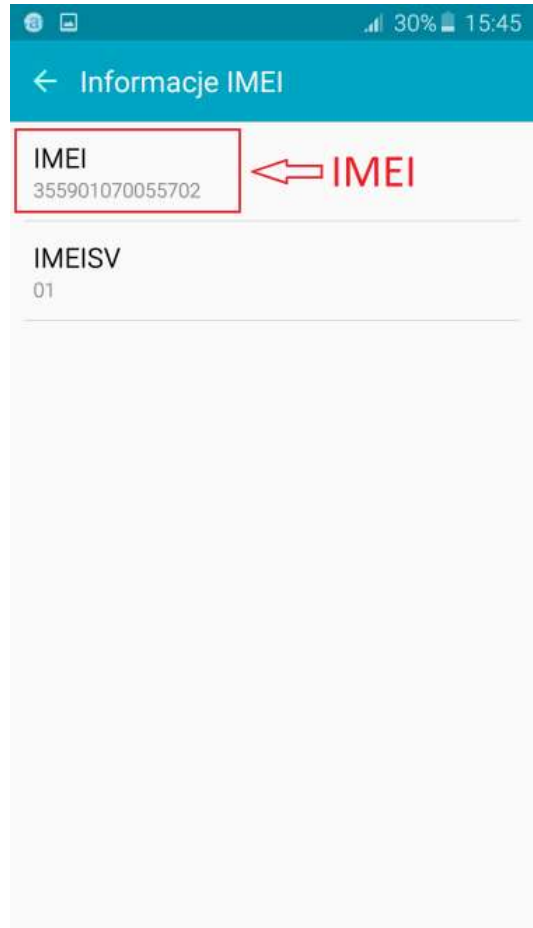 30% 15:45
Informacje IMEI
IMEI
355901070055702
IMEI
IMEISV
01